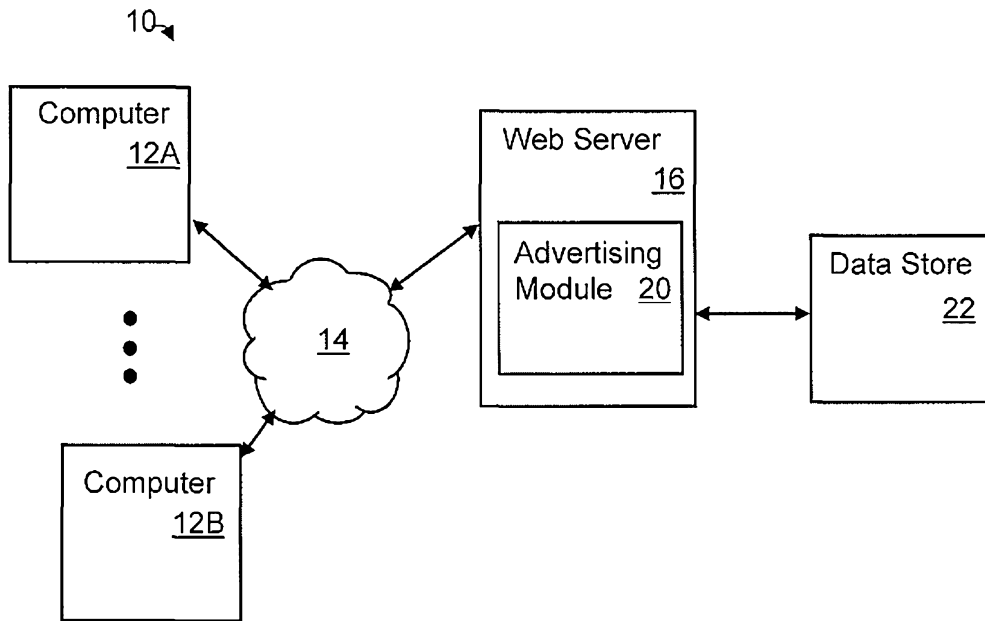 10
Computer
12A
Web Server
16
Advertising
Module 20
Data Store
22
14
Computer
12B